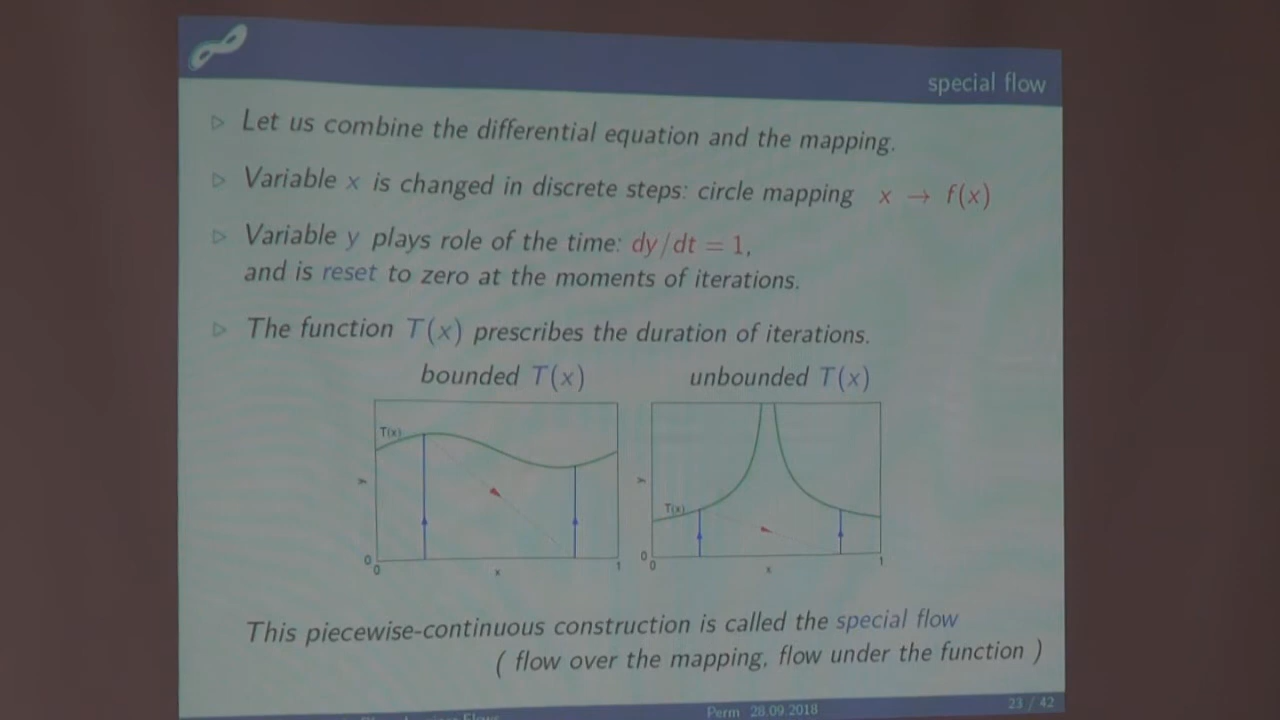 special flow
▷ Let us combine the differential equation and the mapping.
▷ Variable x is changed in discrete steps: circle mapping x → f(x)
▷ Variable y plays role of the time: dy/dt = 1,
and is reset to zero at the moments of iterations.
▷ The function T(x) prescribes the duration of iterations.
bounded T(x) unbounded T(x)
T(x)
y
0
0 x 1
T(x)
y
0
0 x 1
This piecewise-continuous construction is called the special flow
( flow over the mapping, flow under the function )
Perm 28.09.2018 23 / 42